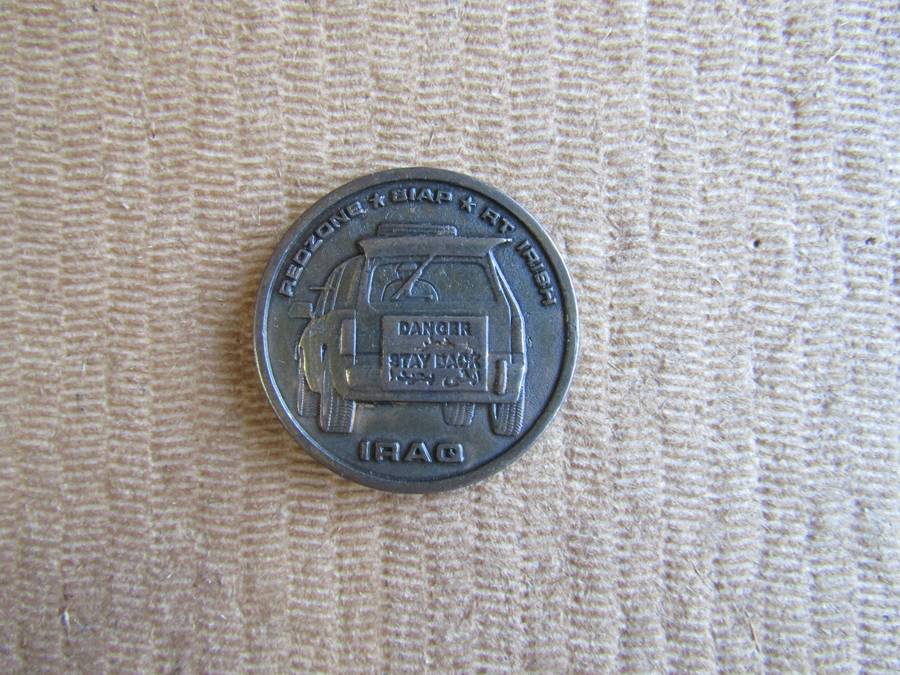 REDZONE ★ BIAP ★ RT IRISH
DANGER
STAY BACK
IRAQ